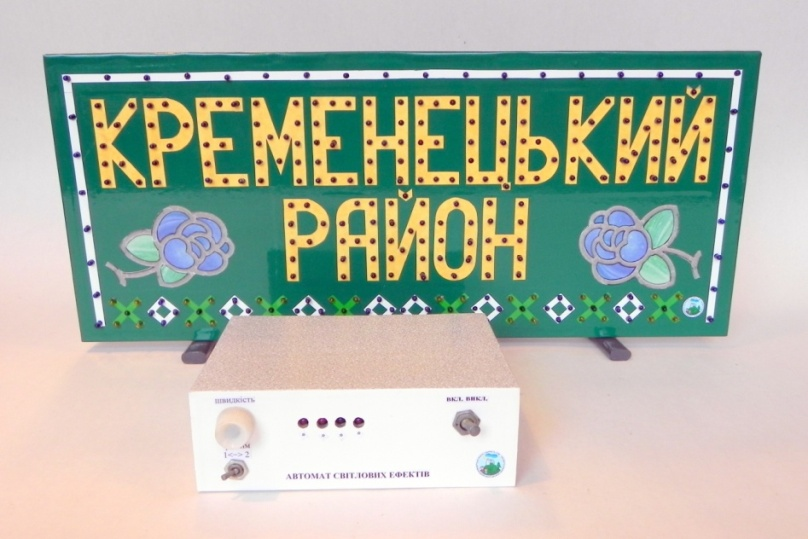 КРЕМЕНЕЦЬКИЙ
РАЙОН
ШВИДКІСТЬ
ВКЛ. ВИКЛ.
1<-> 2
АВТОМАТ СВІТЛОВИХ ЕФЕКТІВ